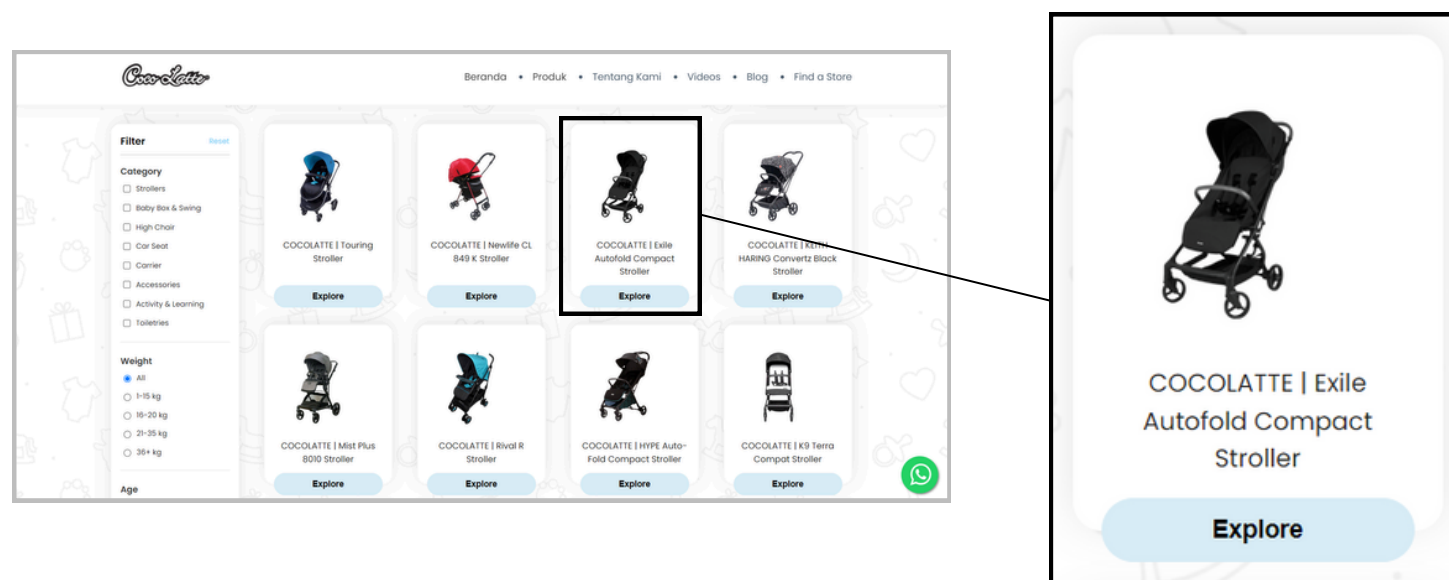 Coco Latte
Beranda • Produk • Tentang Kami • Videos • Blog • Find a Store
Filter Reset
Category
Strollers
Baby Box & Swing
High Chair
Car Seat
Carrier
Accessories
Activity & Learning
Toiletries
Weight
All
1-15 kg
16-20 kg
21-35 kg
36+ kg
Age
COCOLATTE | Touring
Stroller
Explore
COCOLATTE | Newlife CL
849 K Stroller
Explore
COCOLATTE | Exile
Autofold Compact
Stroller
Explore
COCOLATTE | KEITH
HARING Convertz Black
Stroller
Explore
COCOLATTE | Mist Plus
8010 Stroller
Explore
COCOLATTE | Rival R
Stroller
Explore
COCOLATTE | HYPE Auto-
Fold Compact Stroller
Explore
COCOLATTE | K9 Terra
Compat Stroller
Explore
COCOLATTE | Exile
Autofold Compact
Stroller
Explore